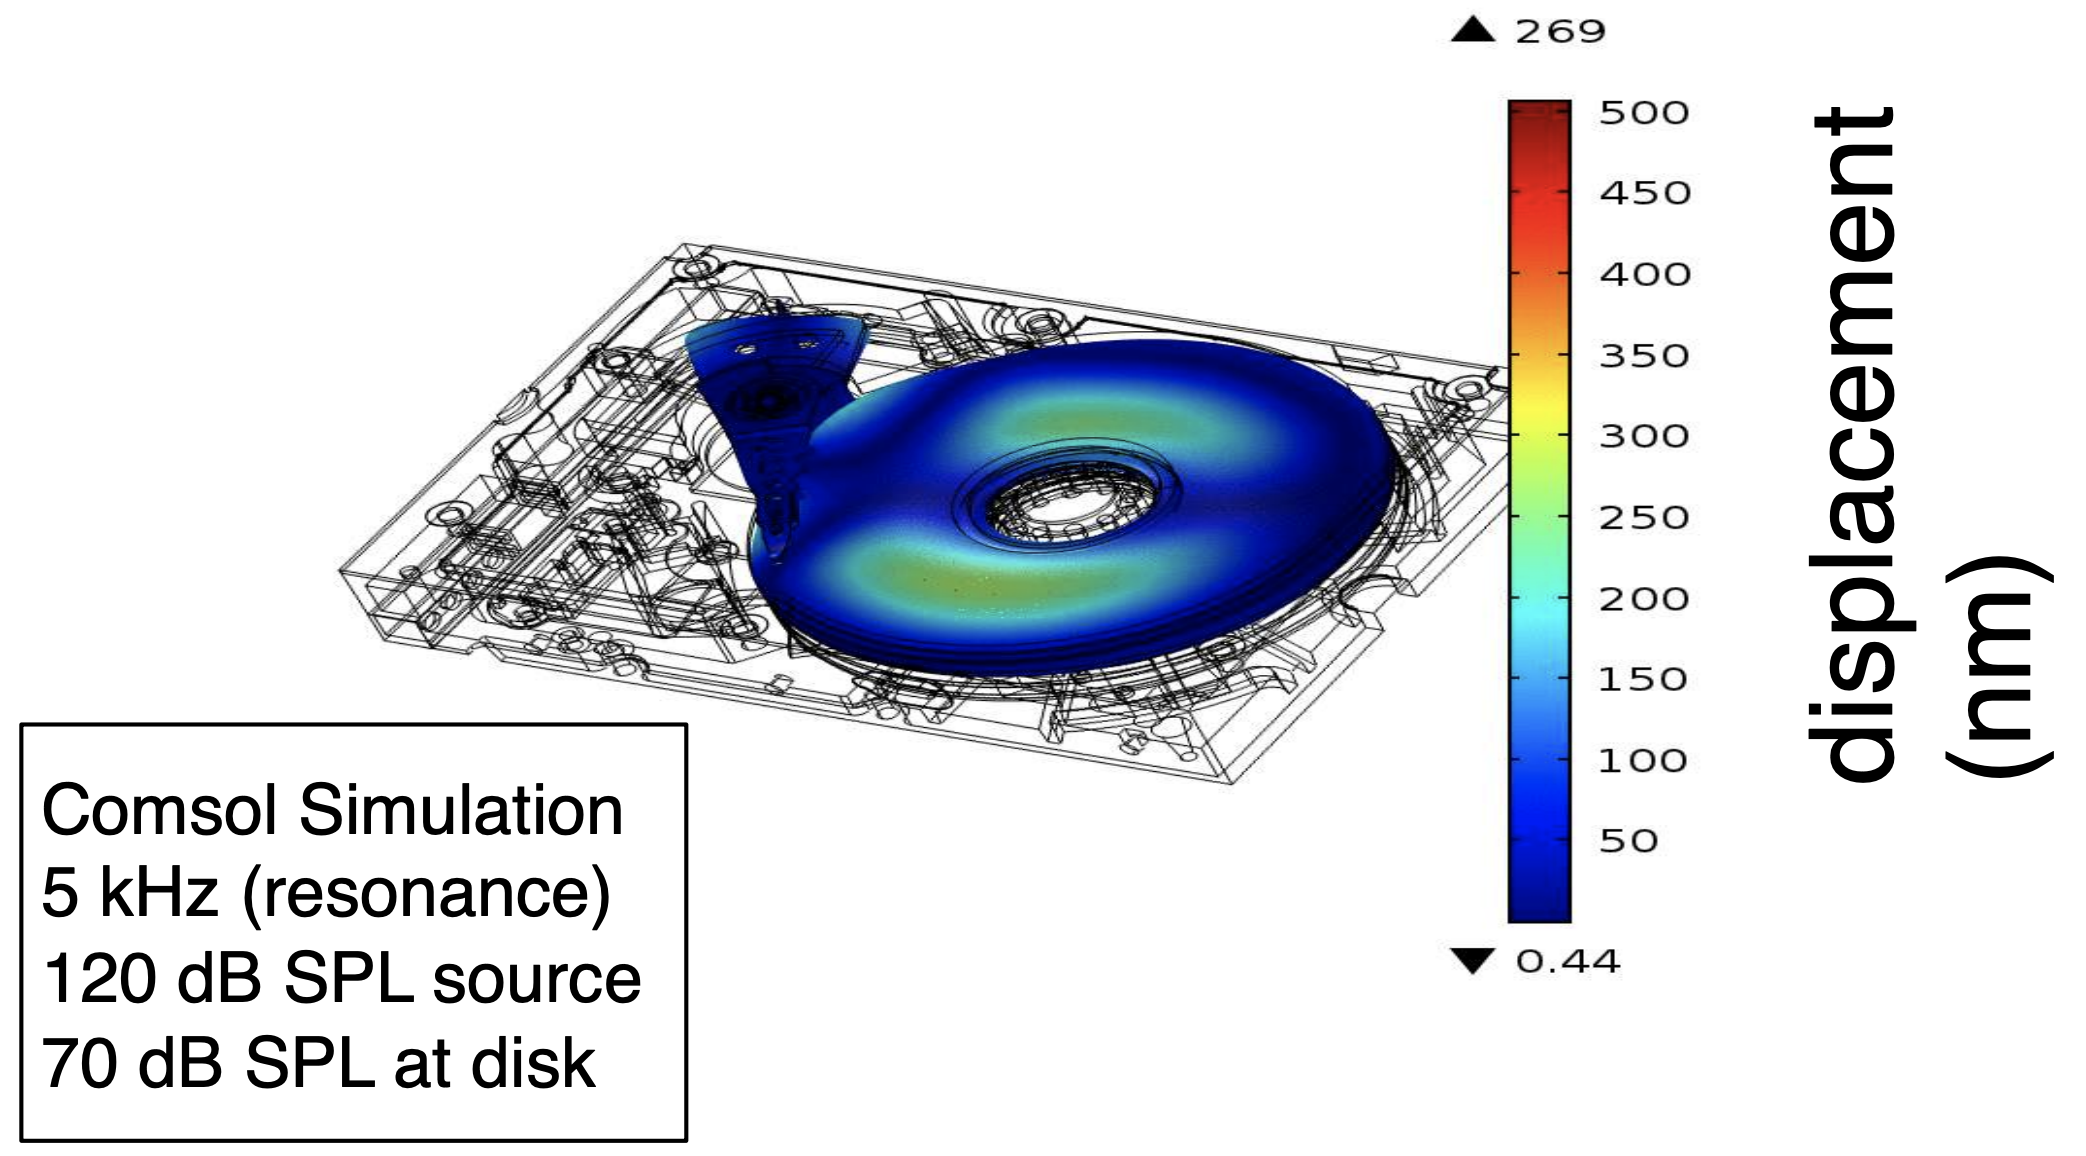 ▲ 269
500
450
400
350
300
250
200
150
100
50
▼ 0.44
displacement
(nm)
Comsol Simulation
5 kHz (resonance)
120 dB SPL source
70 dB SPL at disk